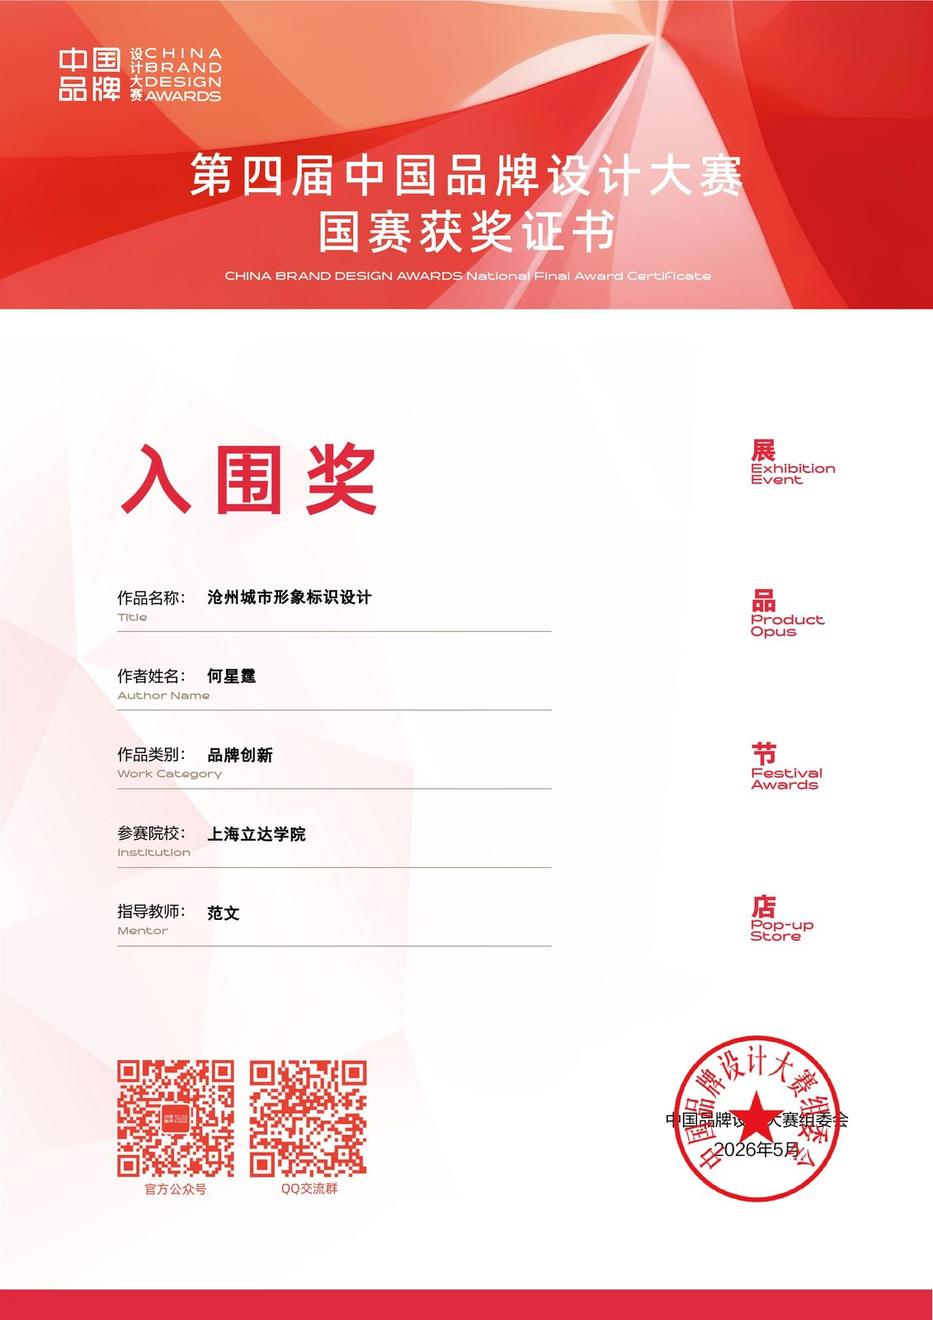 中国 设计 CHINA
品牌 大赛 BRAND
DESIGN
AWARDS
第四届中国品牌设计大赛
国赛获奖证书
CHINA BRAND DESIGN AWARDS National Final Award Certificate
入围奖
展
Exhibition
Event
作品名称: 沧州城市形象标识设计
Title
品
Product
Opus
作者姓名: 何星霆
Author Name
作品类别: 品牌创新
Work Category
节
Festival
Awards
参赛院校: 上海立达学院
Institution
指导教师: 范文
Mentor
店
Pop-up
Store
官方公众号
QQ交流群
中国品牌设计大赛组委会
中国品牌设计大赛组委会
2026年5月